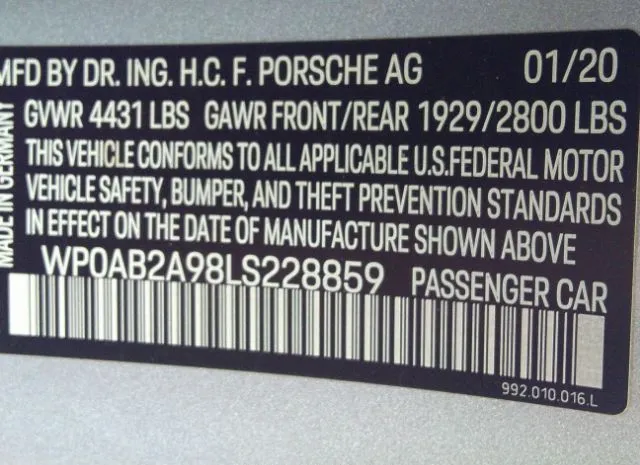 MFD BY DR. ING. H.C. F. PORSCHE AG 01/20
GVWR 4431 LBS GAWR FRONT/REAR 1929/2800 LBS
THIS VEHICLE CONFORMS TO ALL APPLICABLE U.S.FEDERAL MOTOR
VEHICLE SAFETY, BUMPER, AND THEFT PREVENTION STANDARDS
IN EFFECT ON THE DATE OF MANUFACTURE SHOWN ABOVE
WP0AB2A98LS228859 PASSENGER CAR
992.010.016.L
MADE IN GERMANY